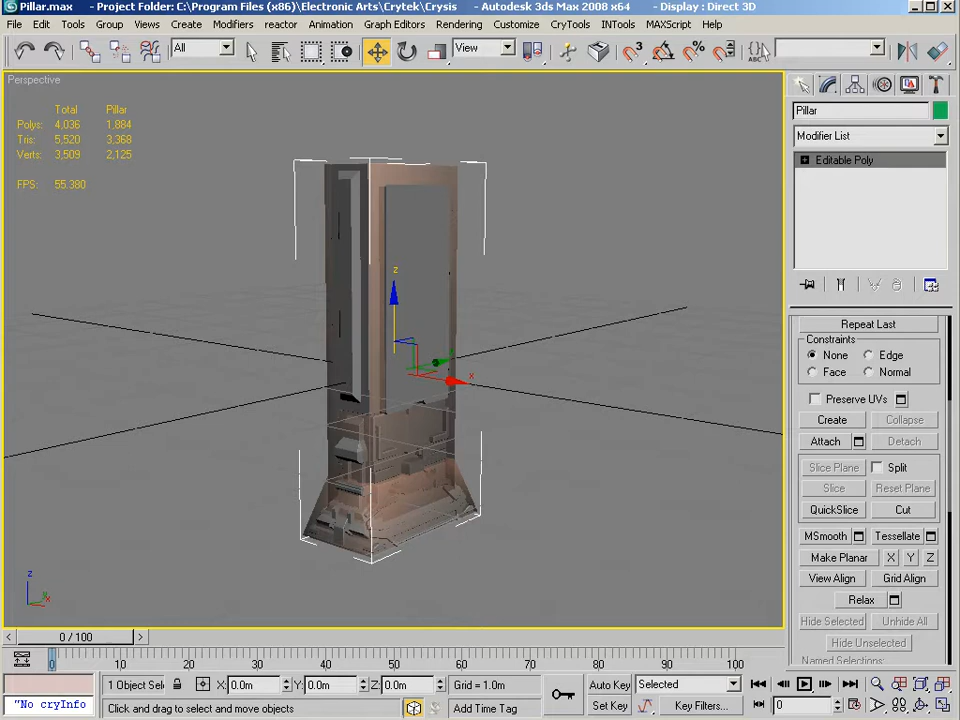 Pillar.max - Project Folder: C:\Program Files (x86)\Electronic Arts\Crytek\Crysis - Autodesk 3ds Max 2008 x64 - Display : Direct 3D
File Edit Tools Group Views Create Modifiers reactor Animation Graph Editors Rendering Customize CryTools INTools MAXScript Help
All View
Perspective
Total Pillar
Polys: 4,036 1,884
Tris: 5,520 3,368
Verts: 3,509 2,125
FPS: 55.380
z
x
z
Pillar
Modifier List
Editable Poly
Repeat Last
Constraints
None Edge
Face Normal
Preserve UVs
Create Collapse
Attach Detach
Slice Plane Split
Slice Reset Plane
QuickSlice Cut
MSmooth Tessellate
Make Planar X Y Z
View Align Grid Align
Relax
Hide Selected Unhide All
Hide Unselected
Named Selections:
0 / 100
0 10 20 30 40 50 60 70 80 90 100
1 Object Sel X: 0.0m Y: 0.0m Z: 0.0m Grid = 1.0m Auto Key Selected
"No cryInfo Click and drag to select and move objects Add Time Tag Set Key Key Filters... 0